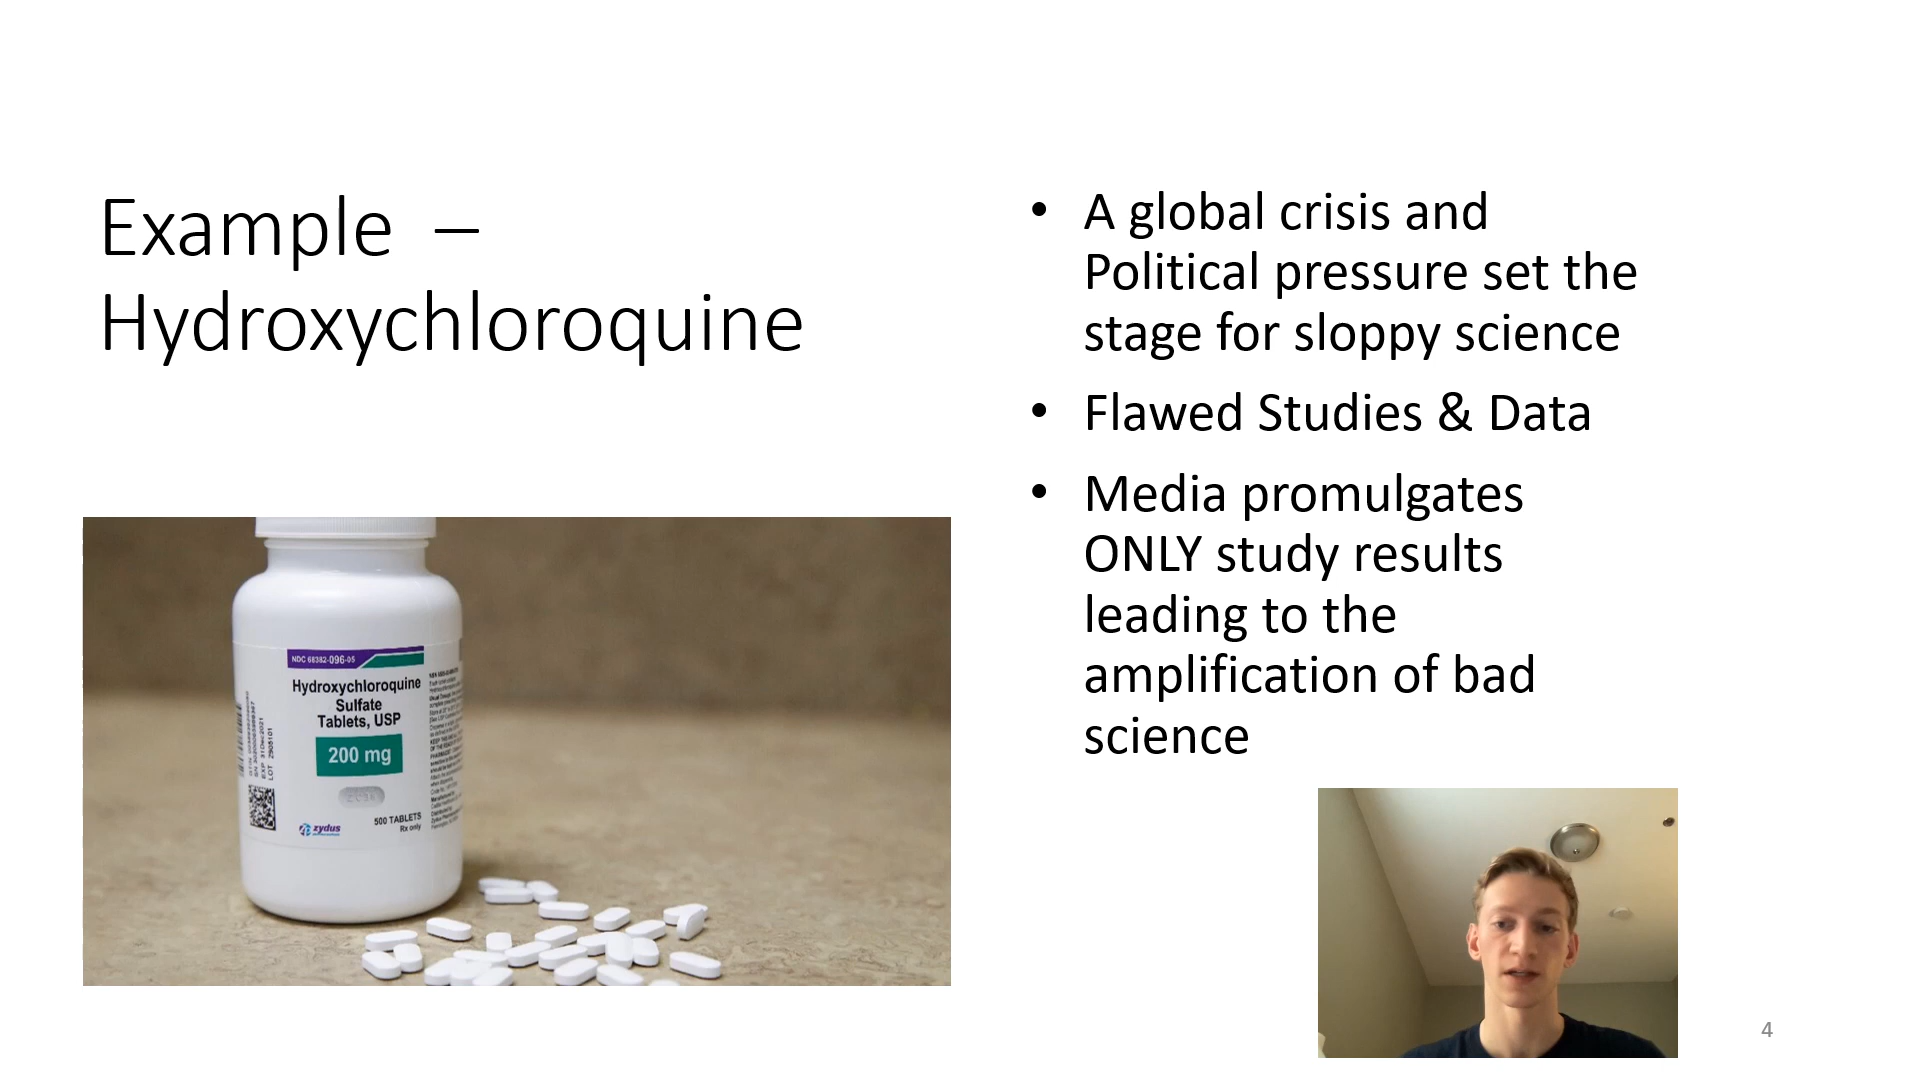 Example –
Hydroxychloroquine
• A global crisis and
Political pressure set the
stage for sloppy science
• Flawed Studies & Data
• Media promulgates
ONLY study results
leading to the
amplification of bad
science
NDC 68382-096-05
Hydroxychloroquine
Sulfate
Tablets, USP
200 mg
500 TABLETS
Rx only
zydus
4